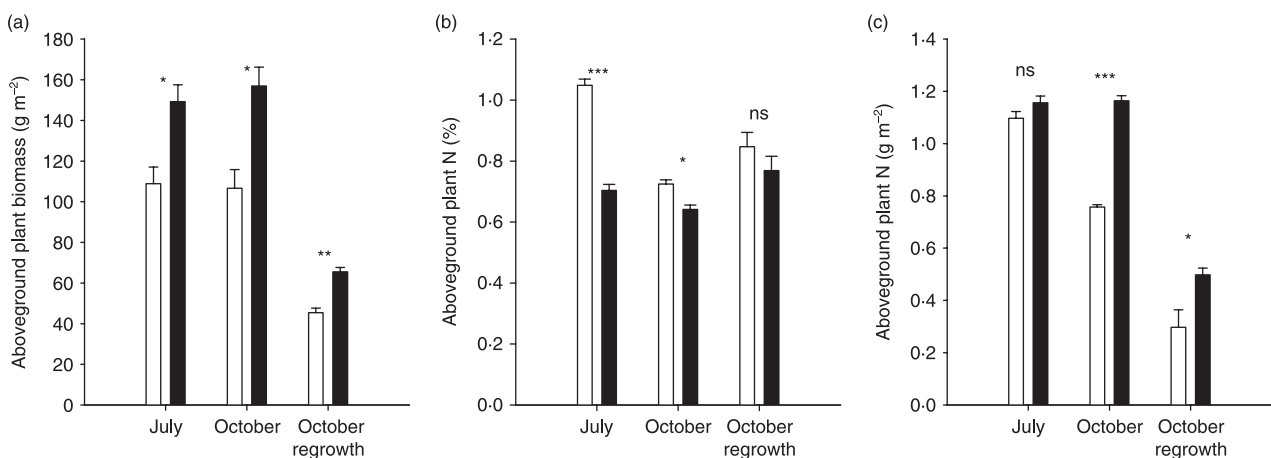 (a)
Aboveground plant biomass (g m⁻²)
180
160
140
120
100
80
60
40
20
0
*
*
**
July
October
October
regrowth
(b)
Aboveground plant N (%)
1·2
1·0
0·8
0·6
0·4
0·2
0·0
***
*
ns
July
October
October
regrowth
(c)
Aboveground plant N (g m⁻²)
1·4
1·2
1·0
0·8
0·6
0·4
0·2
0·0
ns
***
*
July
October
October
regrowth